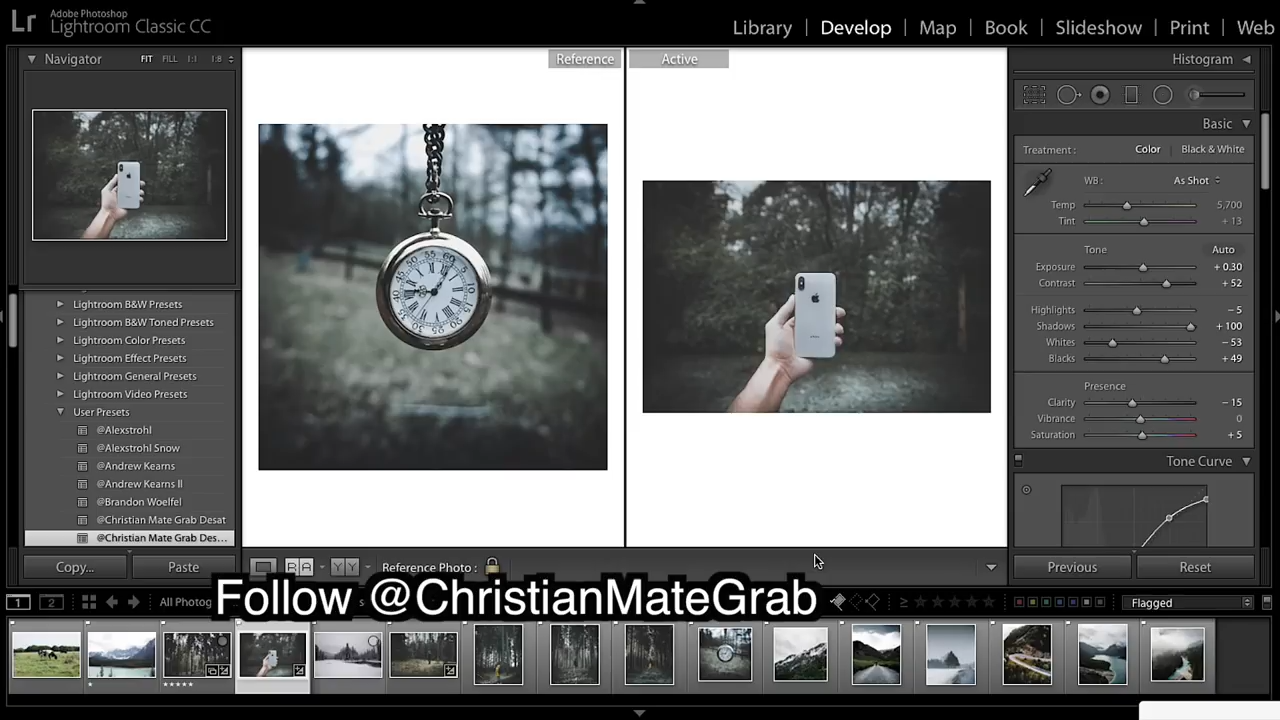 Lr
Adobe Photoshop
Lightroom Classic CC
Library | Develop | Map | Book | Slideshow | Print | Web
Navigator FIT FILL 1:1 1:8
Reference
Active
Histogram
Basic
Treatment : Color | Black & White
WB : As Shot
Temp 5,700
Tint + 13
Tone Auto
Exposure + 0.30
Contrast + 52
Highlights − 5
Shadows + 100
Whites − 53
Blacks + 49
Presence
Clarity − 15
Vibrance 0
Saturation + 5
Tone Curve
Lightroom B&W Presets
Lightroom B&W Toned Presets
Lightroom Color Presets
Lightroom Effect Presets
Lightroom General Presets
Lightroom Video Presets
User Presets
@Alexstrohl
@Alexstrohl Snow
@Andrew Kearns
@Andrew Kearns II
@Brandon Woelfel
@Christian Mate Grab Desat
@Christian Mate Grab Des...
Copy... Paste
R A Y Y Reference Photo :
Previous Reset
Follow @ChristianMateGrab
1 2 All Photog
≥ Flagged